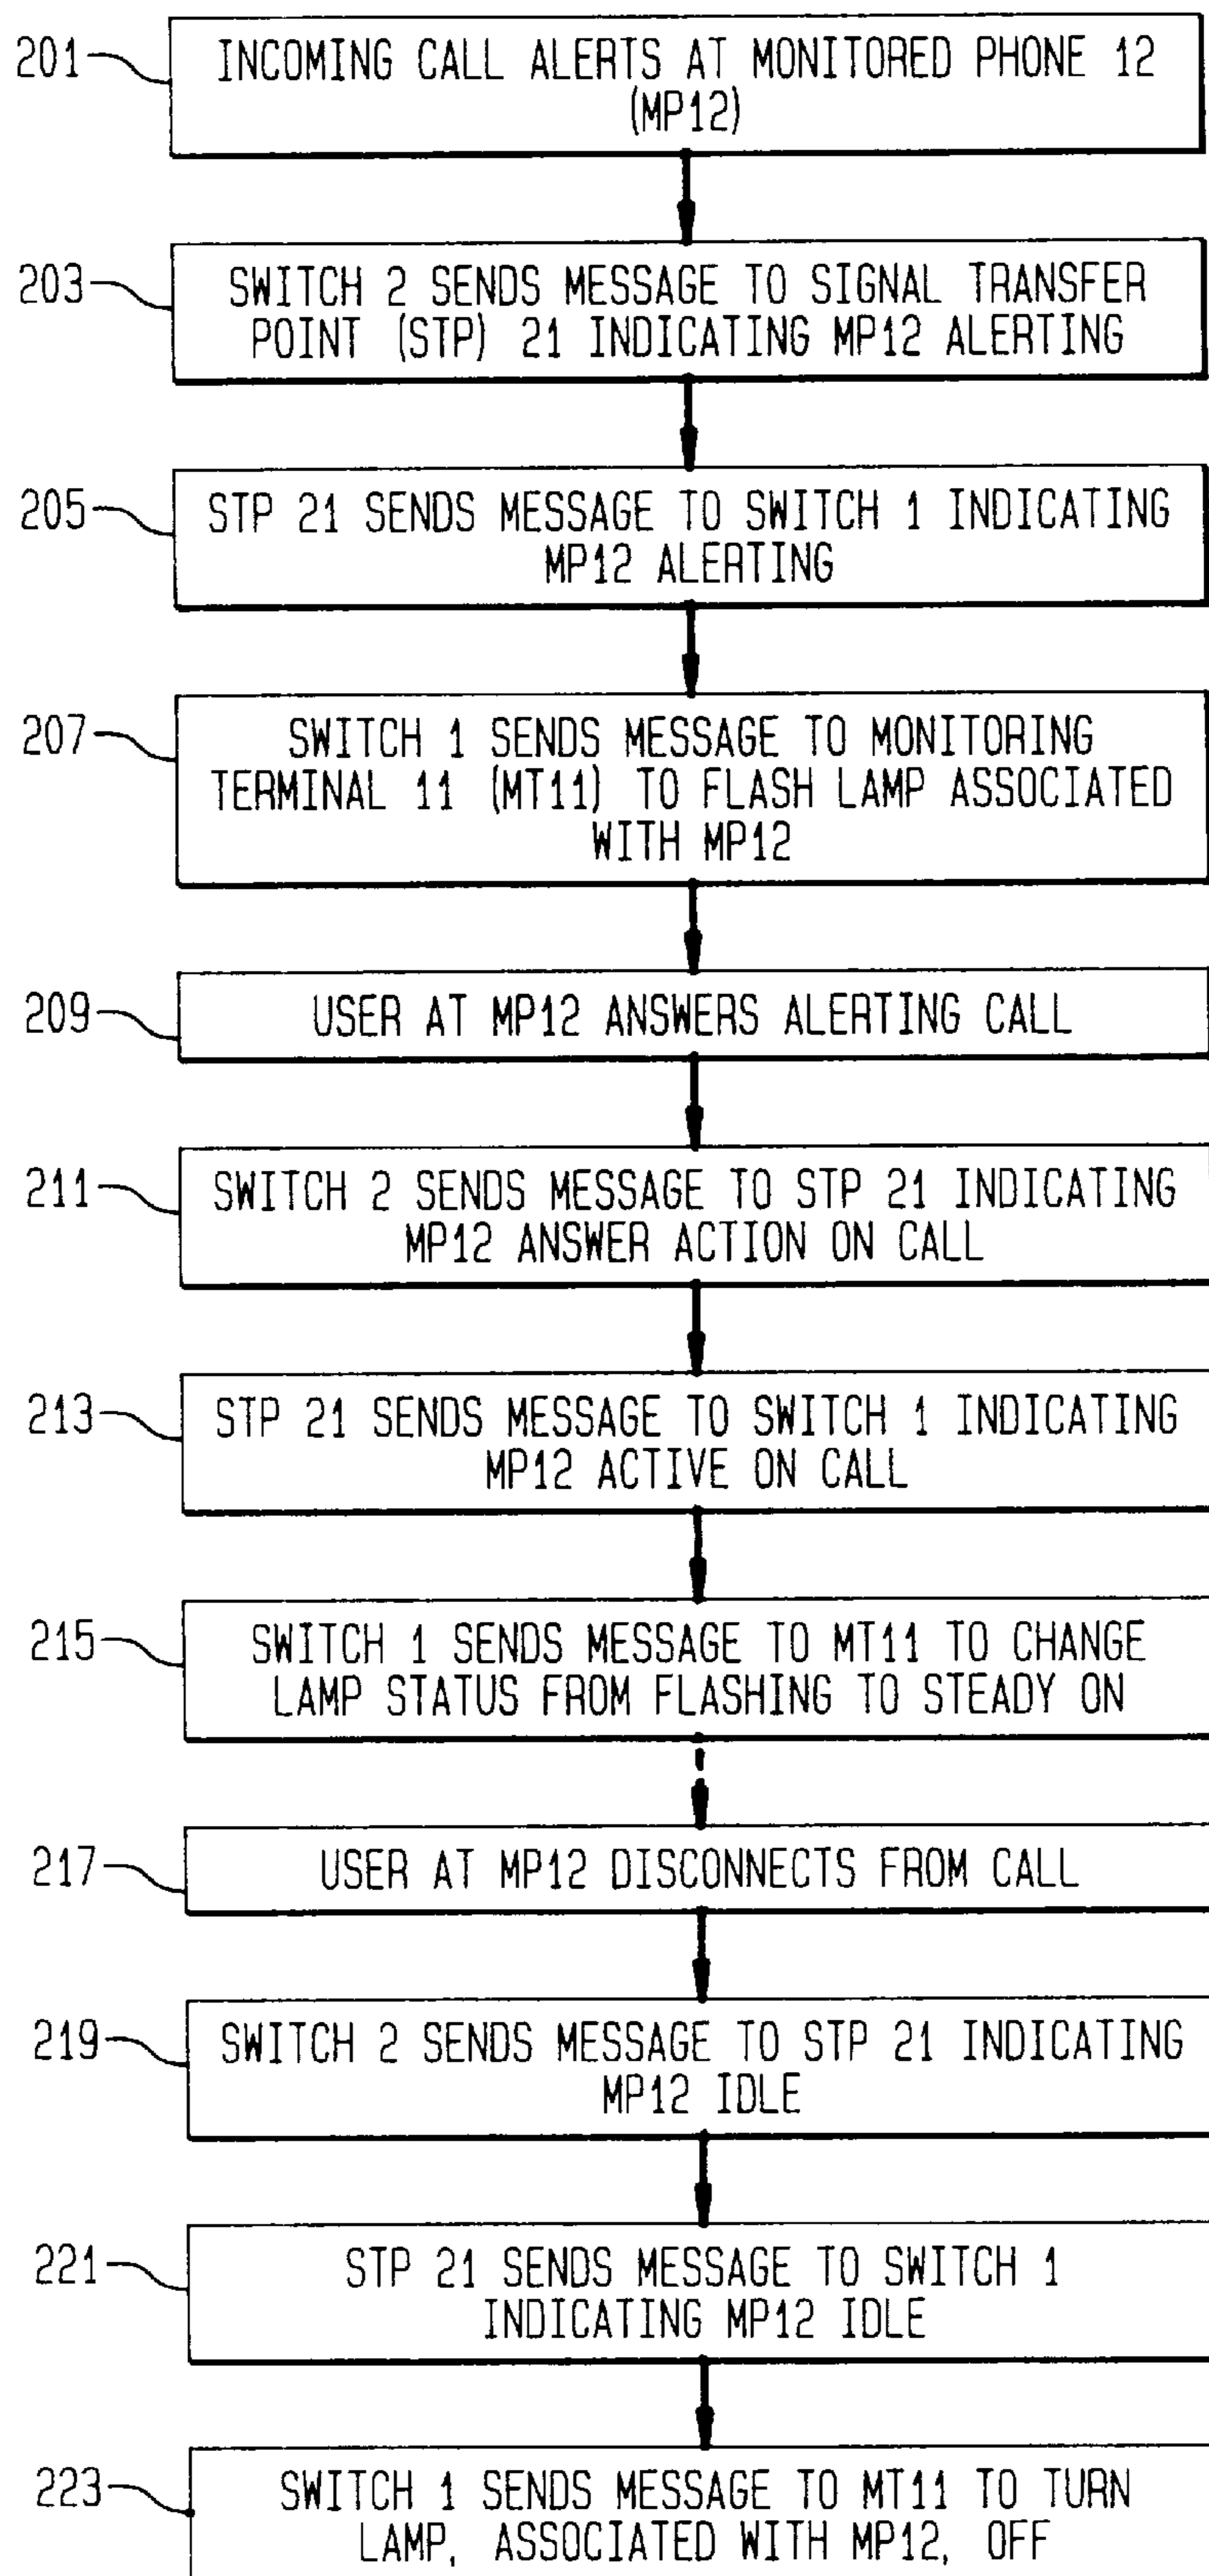 201
INCOMING CALL ALERTS AT MONITORED PHONE 12
(MP12)
203
SWITCH 2 SENDS MESSAGE TO SIGNAL TRANSFER
POINT (STP) 21 INDICATING MP12 ALERTING
205
STP 21 SENDS MESSAGE TO SWITCH 1 INDICATING
MP12 ALERTING
207
SWITCH 1 SENDS MESSAGE TO MONITORING
TERMINAL 11 (MT11) TO FLASH LAMP ASSOCIATED
WITH MP12
209
USER AT MP12 ANSWERS ALERTING CALL
211
SWITCH 2 SENDS MESSAGE TO STP 21 INDICATING
MP12 ANSWER ACTION ON CALL
213
STP 21 SENDS MESSAGE TO SWITCH 1 INDICATING
MP12 ACTIVE ON CALL
215
SWITCH 1 SENDS MESSAGE TO MT11 TO CHANGE
LAMP STATUS FROM FLASHING TO STEADY ON
217
USER AT MP12 DISCONNECTS FROM CALL
219
SWITCH 2 SENDS MESSAGE TO STP 21 INDICATING
MP12 IDLE
221
STP 21 SENDS MESSAGE TO SWITCH 1
INDICATING MP12 IDLE
223
SWITCH 1 SENDS MESSAGE TO MT11 TO TURN
LAMP, ASSOCIATED WITH MP12, OFF